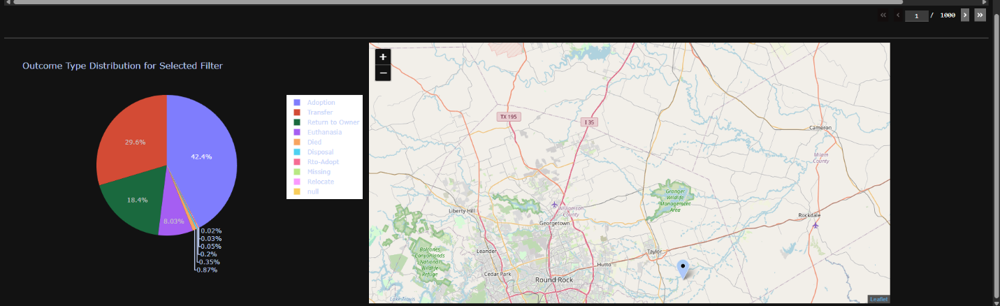 « ‹ 1 / 1000 › »
Outcome Type Distribution for Selected Filter
42.4%
29.6%
18.4%
8.03%
0.02%
0.03%
0.05%
0.2%
0.35%
0.87%
Adoption
Transfer
Return to Owner
Euthanasia
Died
Disposal
Rto-Adopt
Missing
Relocate
null
+
−
TX 195
I 35
Cameron
Milam
County
Granger
Wildlife
Management
Area
Liberty Hill
Williamson
County
Georgetown
Rockdale
Balcones
Canyonlands
National
Wildlife
Refuge
Leander
Taylor
Cedar Park
Hutto
Round Rock
Lake Travis
Leaflet